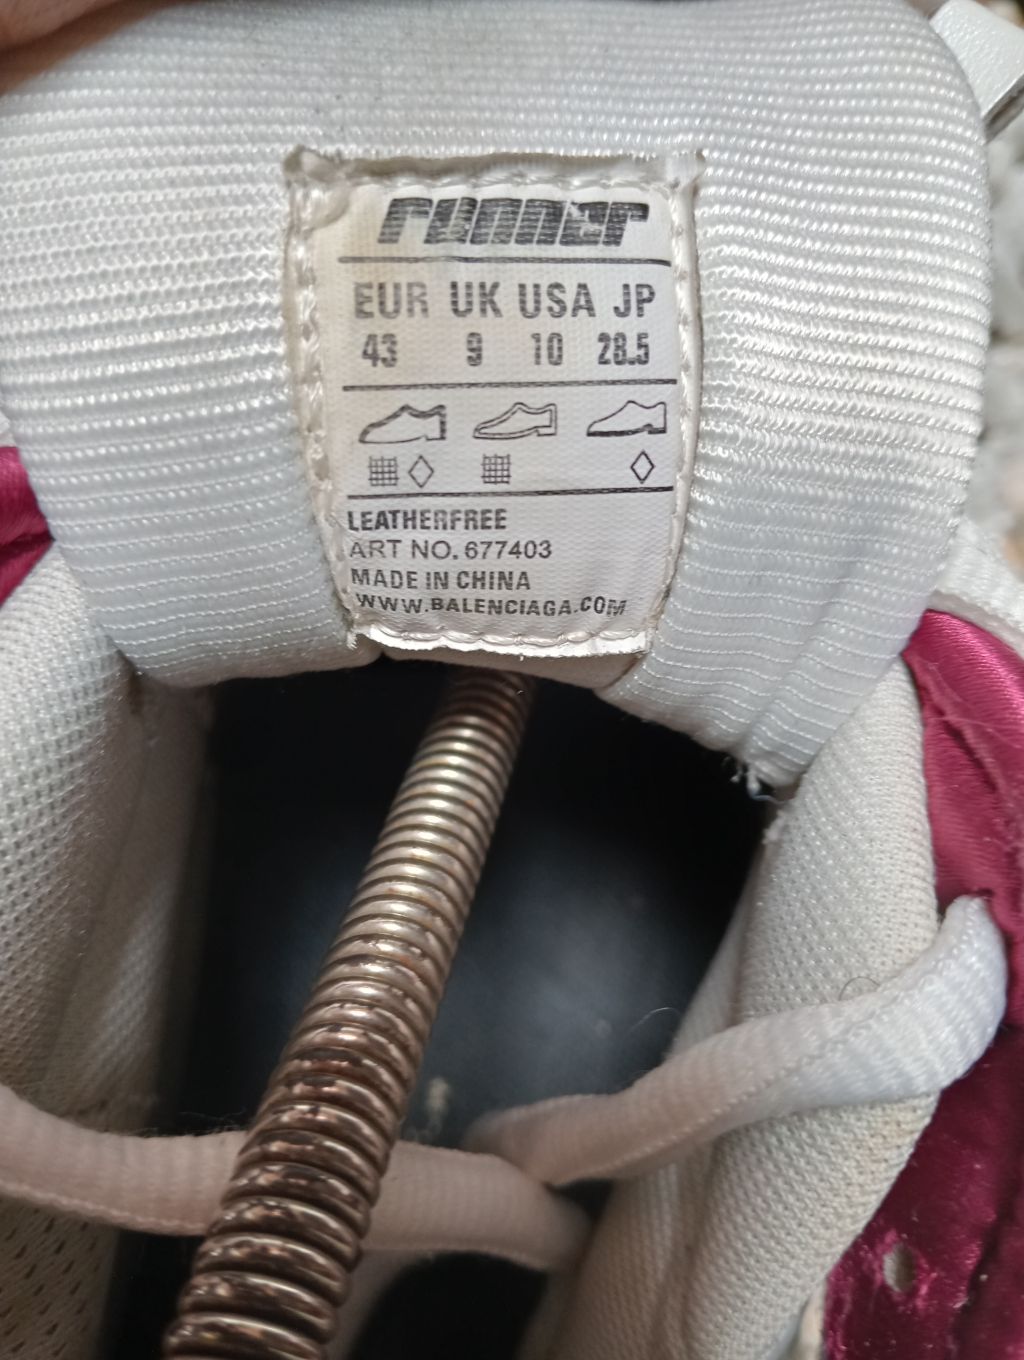 runner
EUR UK USA JP
43 9 10 28.5
LEATHERFREE
ART NO. 677403
MADE IN CHINA
WWW.BALENCIAGA.COM